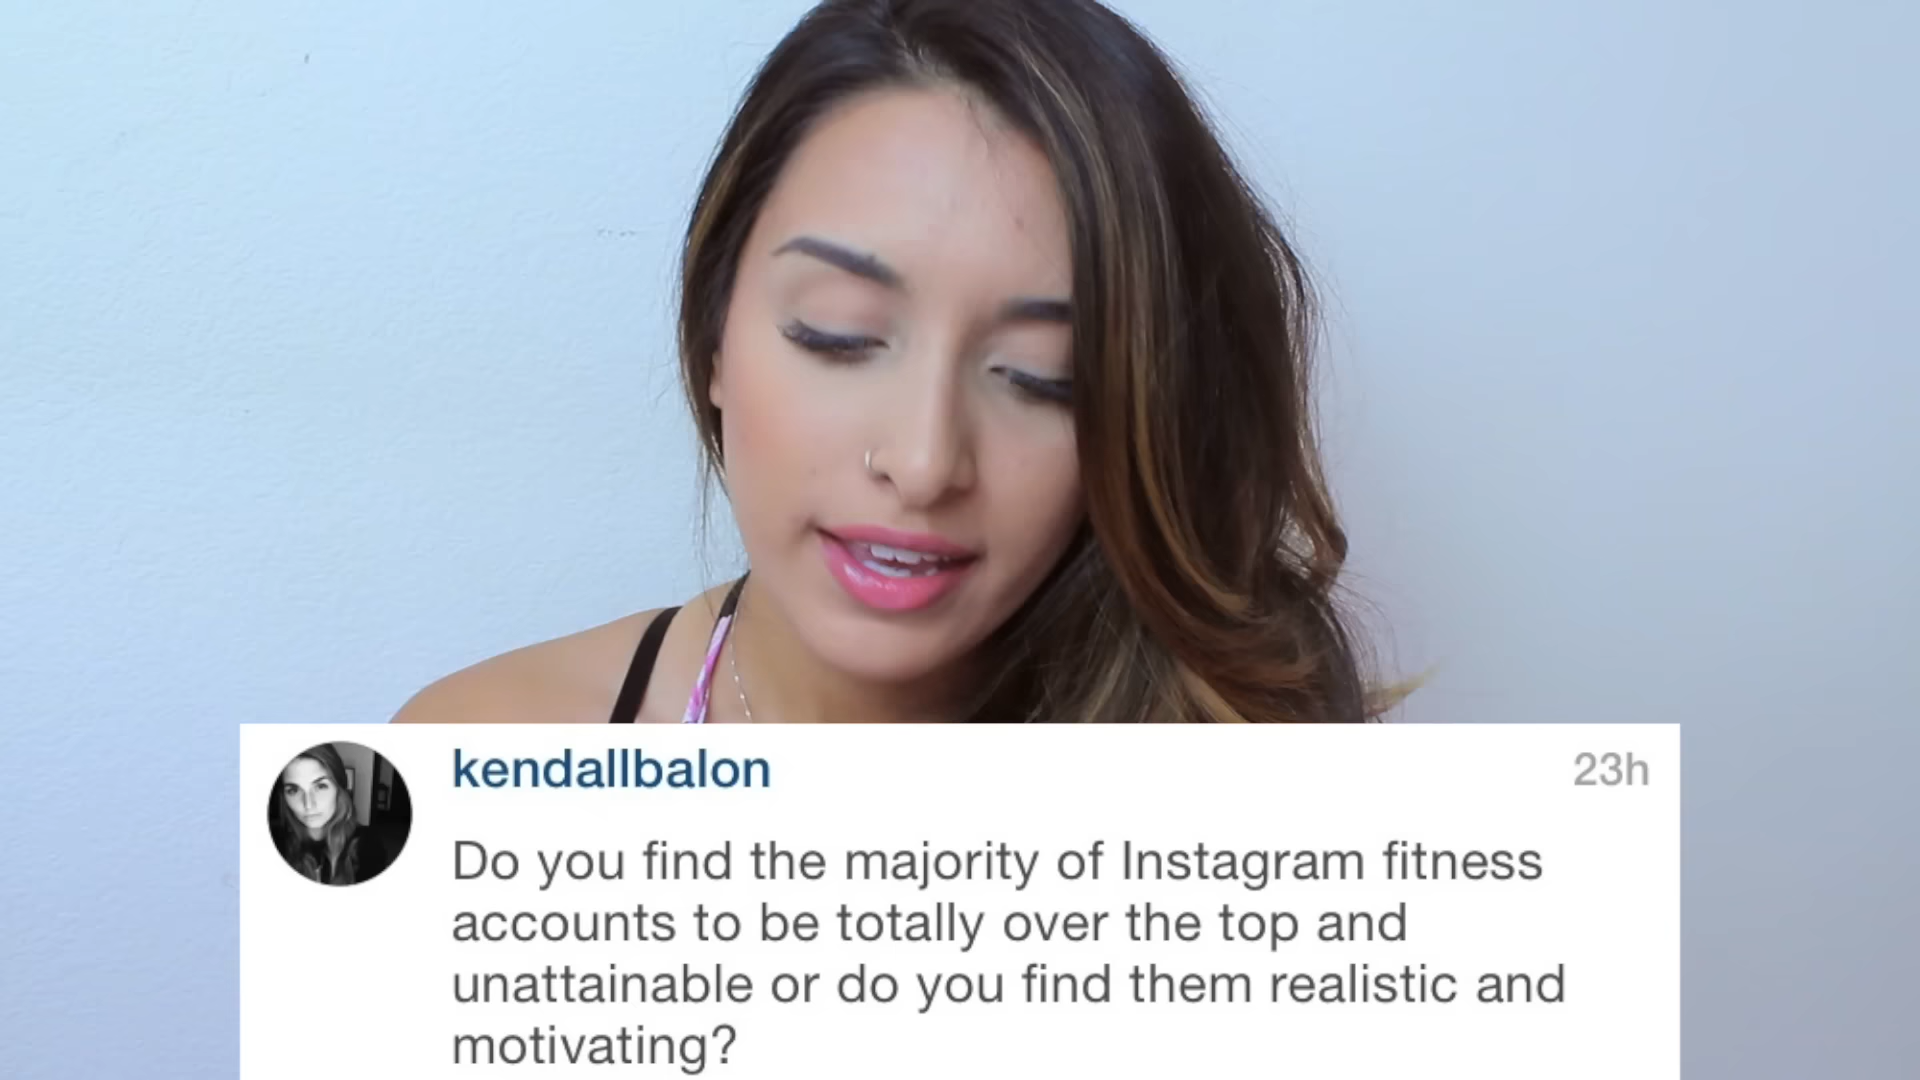 kendallbalon 23h
Do you find the majority of Instagram fitness
accounts to be totally over the top and
unattainable or do you find them realistic and
motivating?